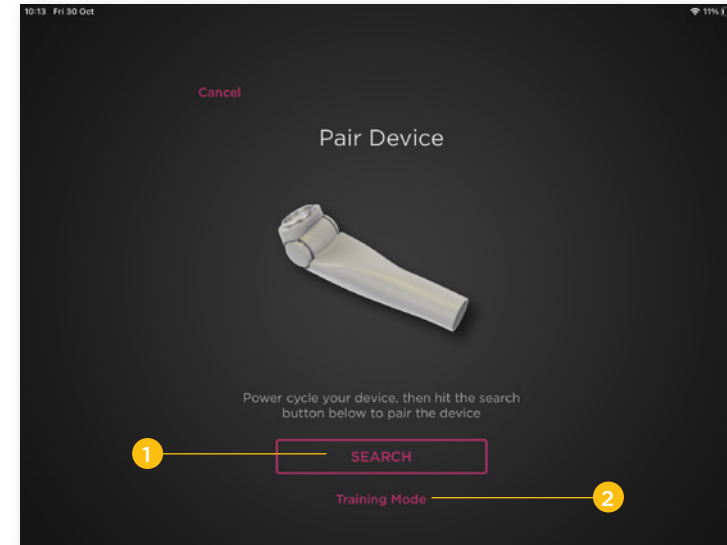 10:13 Fri 30 Oct
11%
Cancel
Pair Device
Power cycle your device, then hit the search
button below to pair the device
1
SEARCH
Training Mode
2